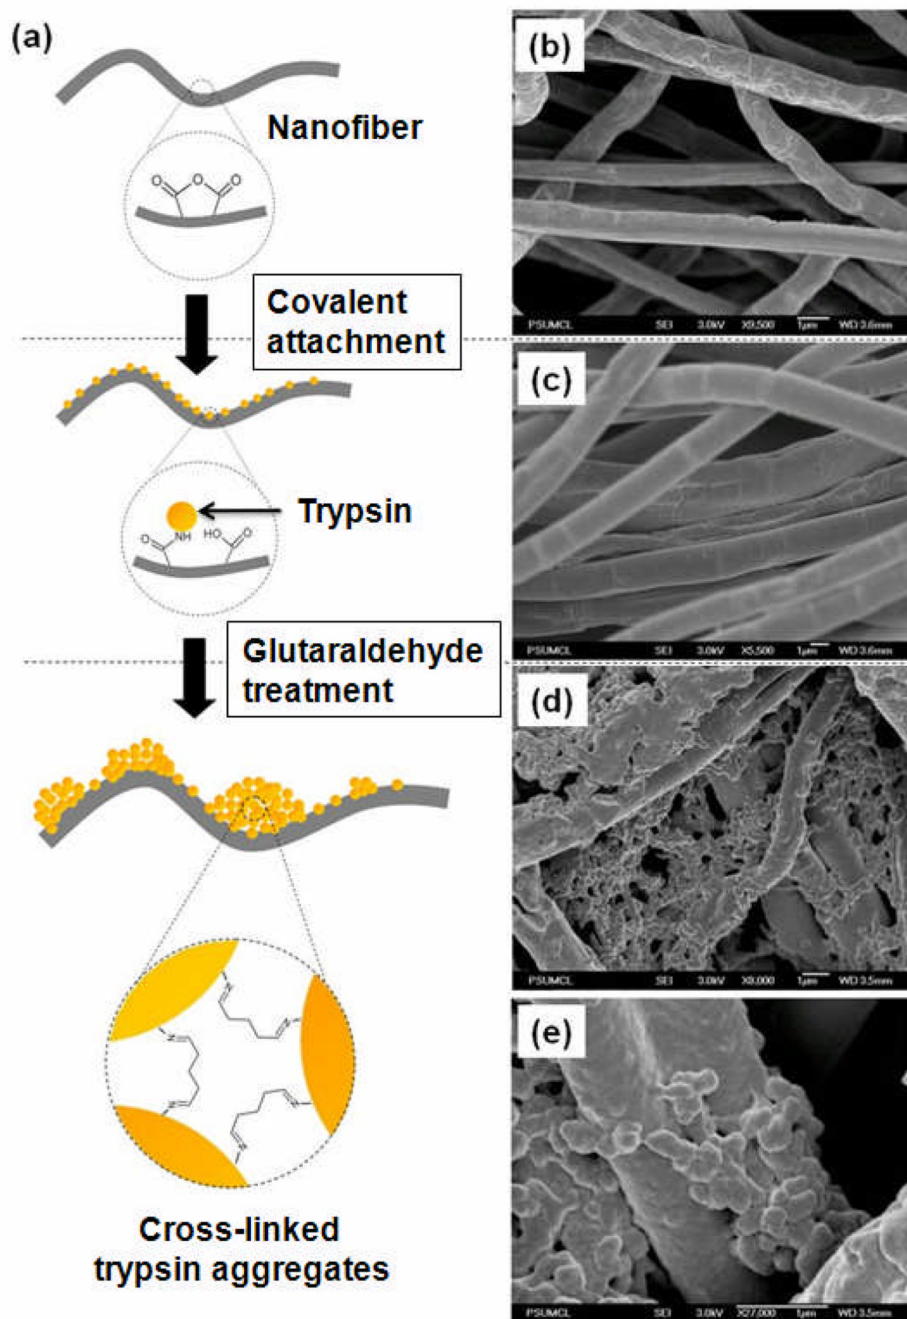 (a)
Nanofiber
O
O
O
Covalent
attachment
Trypsin
O
NH
HO
O
Glutaraldehyde
treatment
N
N
N
N
N
N
Cross-linked
trypsin aggregates
(b)
PSUMCL SEI 3.0kV X9,500 1μm WD 3.6mm
(c)
PSUMCL SEI 3.0kV X5,500 1μm WD 3.6mm
(d)
PSUMCL SEI 3.0kV X8,000 1μm WD 3.5mm
(e)
PSUMCL SEI 3.0kV X27,000 1μm WD 3.5mm